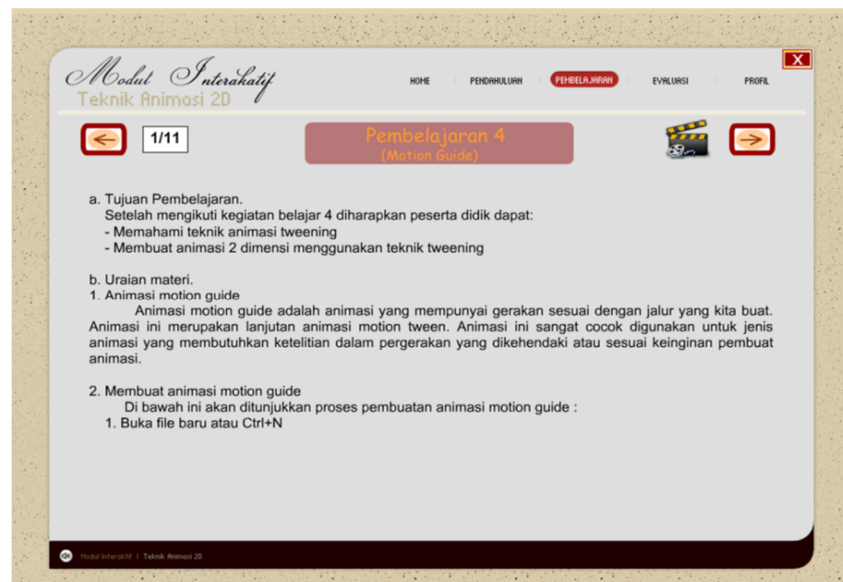 Modul Interakatif
Teknik Animasi 2D
HOME PENDAHULUAN PEMBELAJARAN EVALUASI PROFIL
X
1/11
Pembelajaran 4
(Motion Guide)
a. Tujuan Pembelajaran.
Setelah mengikuti kegiatan belajar 4 diharapkan peserta didik dapat:
- Memahami teknik animasi tweening
- Membuat animasi 2 dimensi menggunakan teknik tweening
b. Uraian materi.
1. Animasi motion guide
Animasi motion guide adalah animasi yang mempunyai gerakan sesuai dengan jalur yang kita buat.
Animasi ini merupakan lanjutan animasi motion tween. Animasi ini sangat cocok digunakan untuk jenis
animasi yang membutuhkan ketelitian dalam pergerakan yang dikehendaki atau sesuai keinginan pembuat
animasi.
2. Membuat animasi motion guide
Di bawah ini akan ditunjukkan proses pembuatan animasi motion guide :
1. Buka file baru atau Ctrl+N
Modul Interaktif | Teknik Animasi 2D